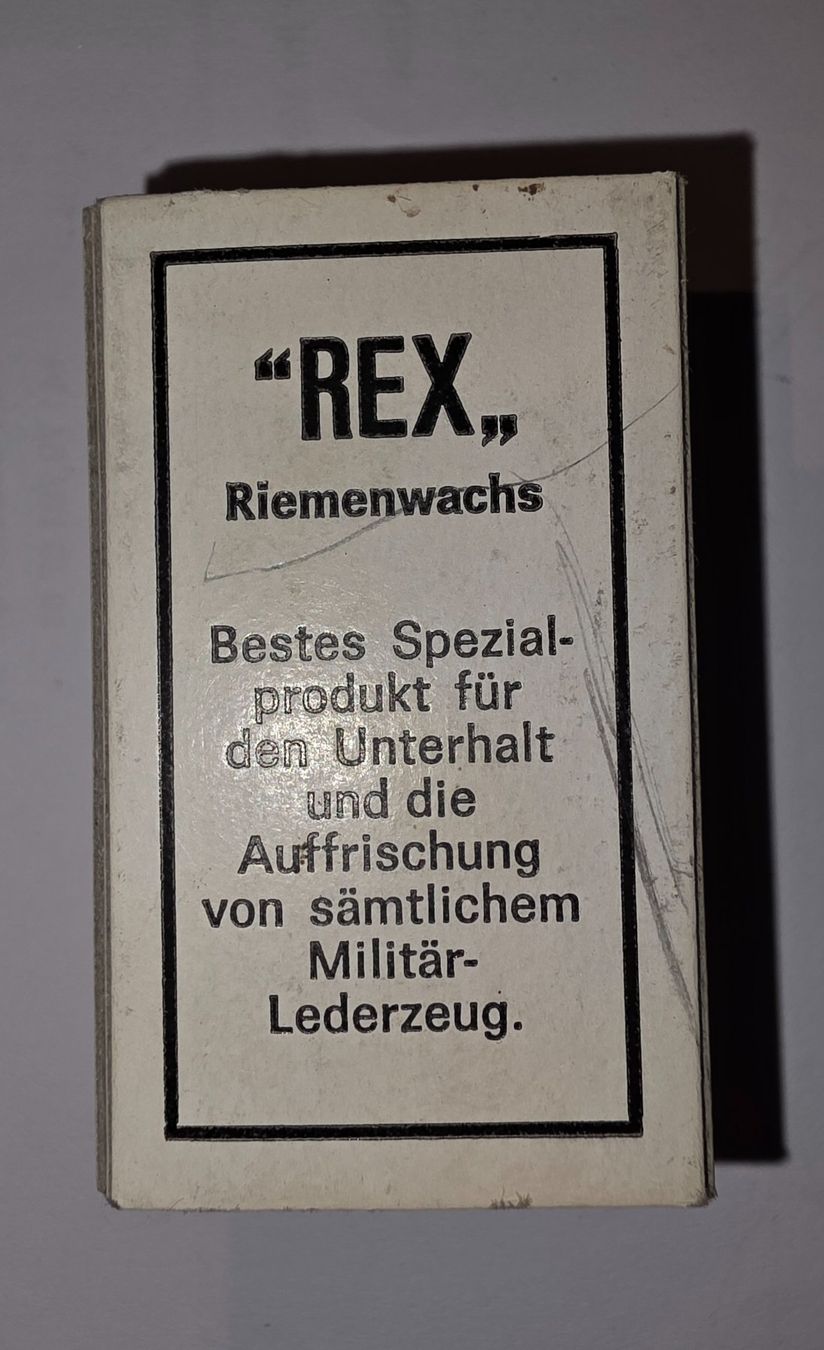 “REX„
Riemenwachs
Bestes Spezial-
produkt für
den Unterhalt
und die
Auffrischung
von sämtlichem
Militär-
Lederzeug.